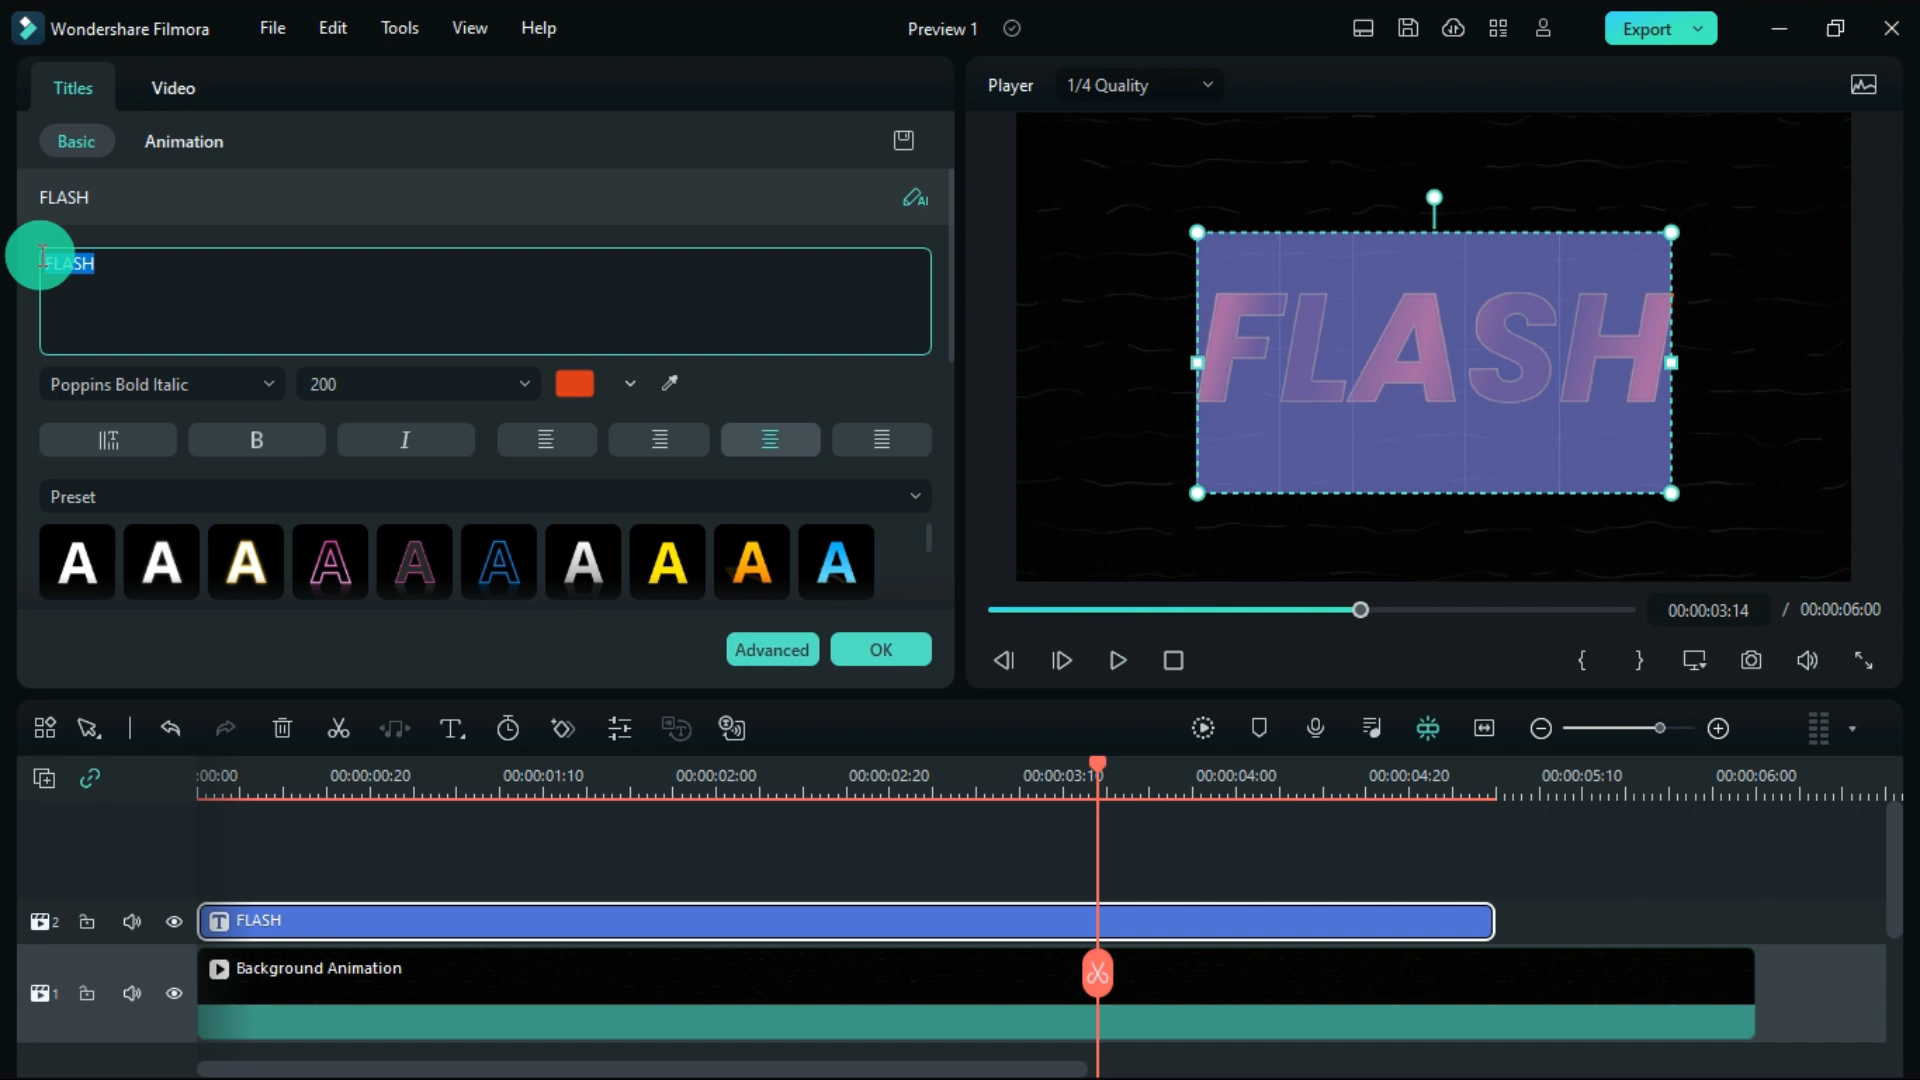 Wondershare Filmora
File
Edit
Tools
View
Help
Preview 1
Export
Titles
Video
Player
1/4 Quality
Basic
Animation
FLASH
AI
FLASH
FLASH
Poppins Bold Italic
200
B
I
Preset
A A A A A A A A A A
Advanced
OK
00:00:03:14 / 00:00:06:00
:00:00
00:00:00:20
00:00:01:10
00:00:02:00
00:00:02:20
00:00:03:10
00:00:04:00
00:00:04:20
00:00:05:10
00:00:06:00
2
T FLASH
1
Background Animation